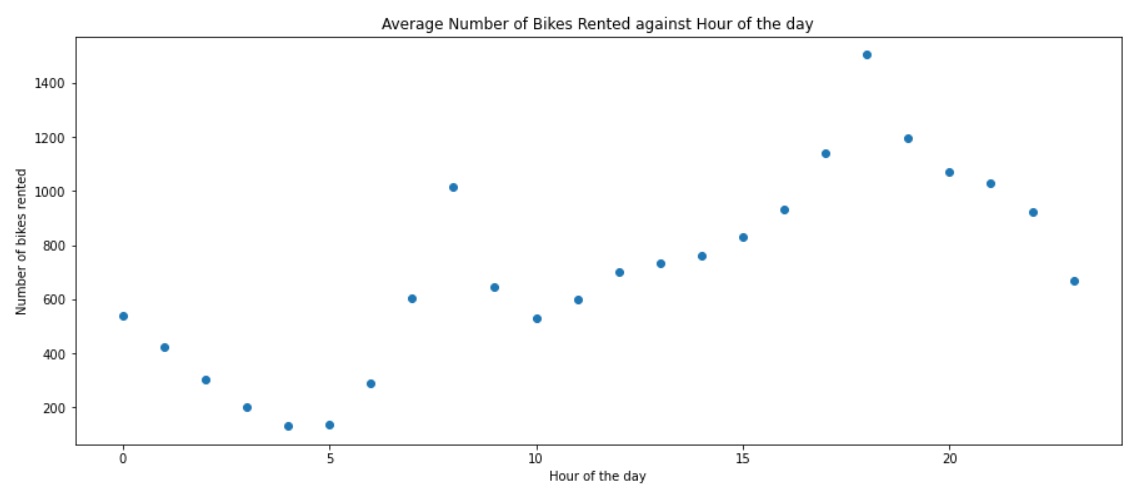 Average Number of Bikes Rented against Hour of the day
Number of bikes rented
1400
1200
1000
800
600
400
200
0 5 10 15 20
Hour of the day